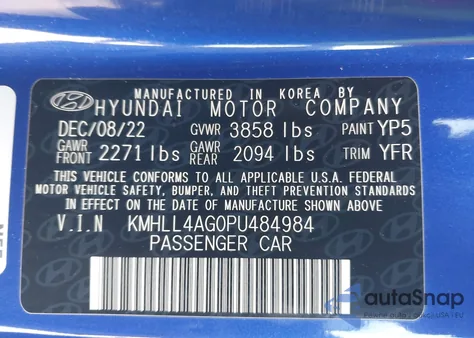 MANUFACTURED IN KOREA BY
HYUNDAI MOTOR COMPANY
DEC/08/22 GVWR 3858 lbs PAINT YP5
GAWR FRONT 2271 lbs GAWR REAR 2094 lbs TRIM YFR
THIS VEHICLE CONFORMS TO ALL APPLICABLE U.S.A. FEDERAL
MOTOR VEHICLE SAFETY, BUMPER, AND THEFT PREVENTION STANDARDS
IN EFFECT ON THE DATE OF MANUFACTURE SHOWN ABOVE.
V.I.N KMHLL4AG0PU484984
PASSENGER CAR
autoSnap